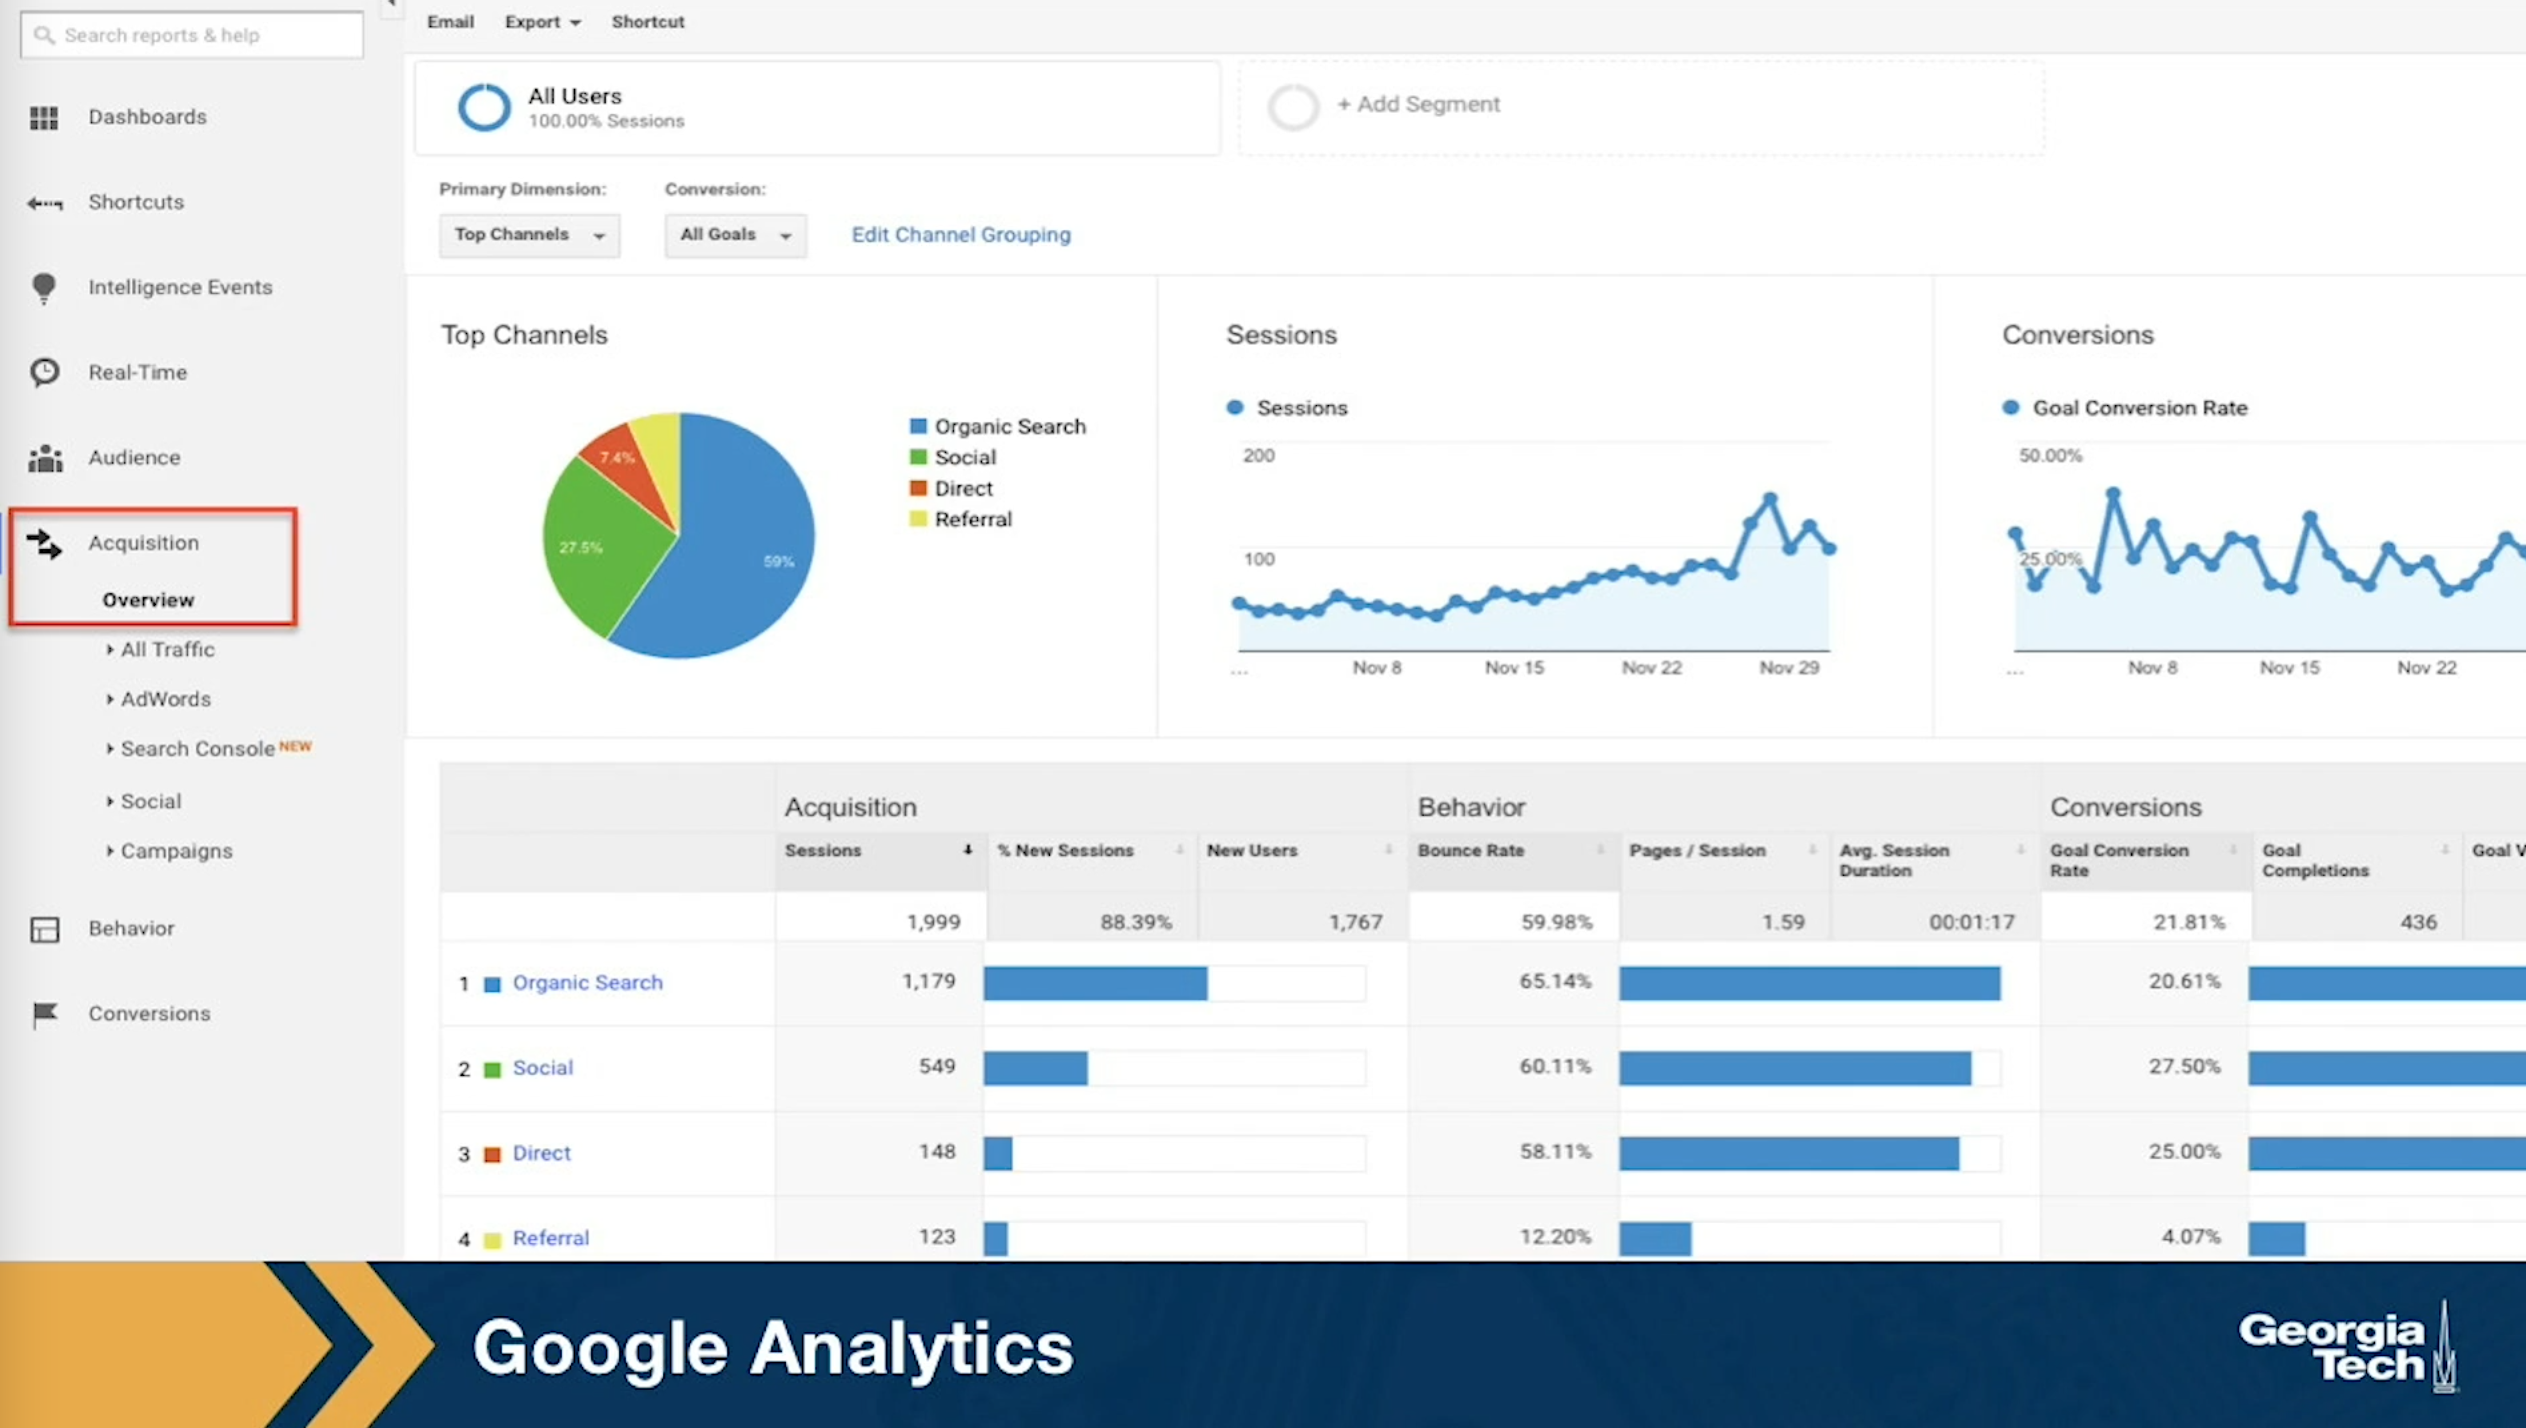 Search reports & help
Email Export Shortcut
All Users
100.00% Sessions
+ Add Segment
Dashboards
Shortcuts
Intelligence Events
Real-Time
Audience
Acquisition
Overview
All Traffic
AdWords
Search Console NEW
Social
Campaigns
Behavior
Conversions
Primary Dimension: Conversion:
Top Channels All Goals Edit Channel Grouping
Top Channels
7.4%
27.5%
59%
Organic Search
Social
Direct
Referral
Sessions
Sessions
200
100
... Nov 8 Nov 15 Nov 22 Nov 29
Conversions
Goal Conversion Rate
50.00%
25.00%
... Nov 8 Nov 15 Nov 22
Acquisition Behavior Conversions
Sessions % New Sessions New Users Bounce Rate Pages / Session Avg. Session Duration Goal Conversion Rate Goal Completions Goal V
1,999 88.39% 1,767 59.98% 1.59 00:01:17 21.81% 436
1 Organic Search 1,179 65.14% 20.61%
2 Social 549 60.11% 27.50%
3 Direct 148 58.11% 25.00%
4 Referral 123 12.20% 4.07%
Google Analytics
Georgia
Tech